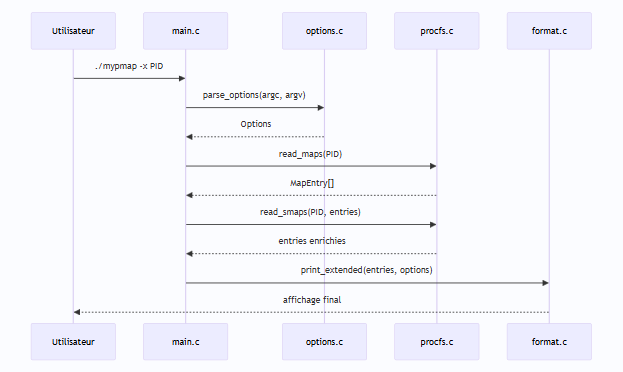 Utilisateur
main.c
options.c
procfs.c
format.c
./mypmap -x PID
parse_options(argc, argv)
Options
read_maps(PID)
MapEntry[]
read_smaps(PID, entries)
entries enrichies
print_extended(entries, options)
affichage final
Utilisateur
main.c
options.c
procfs.c
format.c